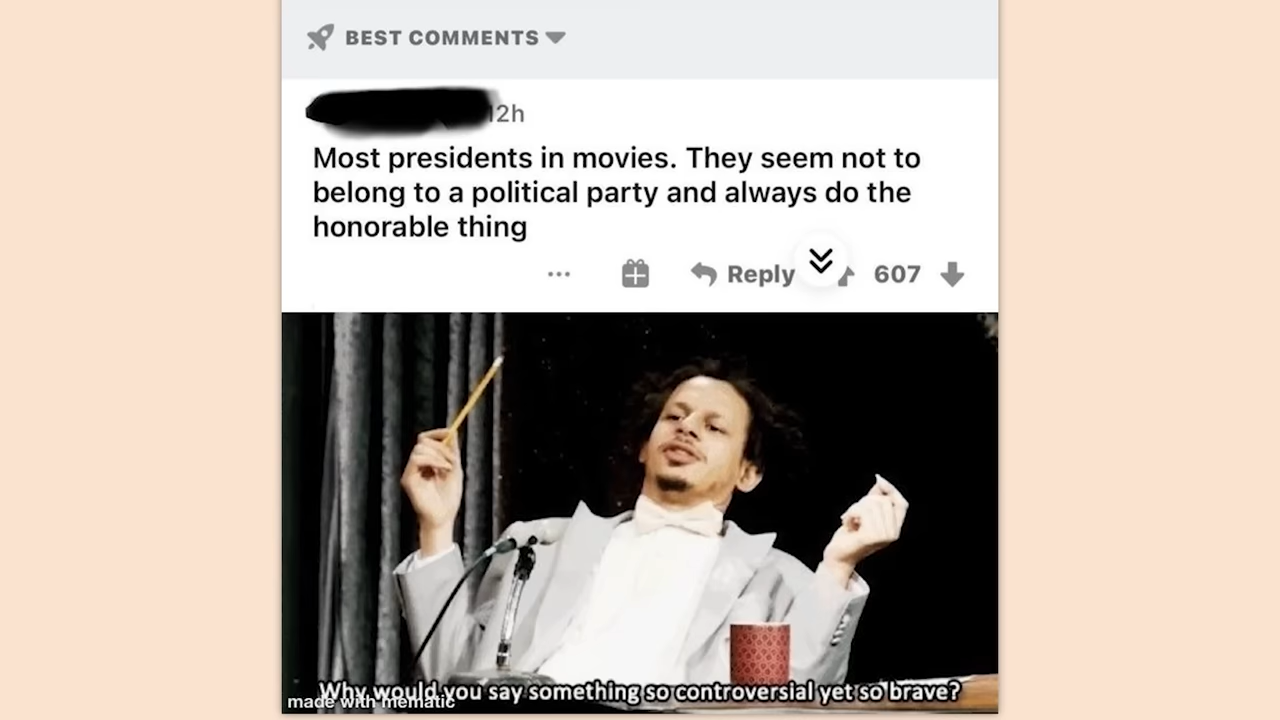 BEST COMMENTS
12h
Most presidents in movies. They seem not to
belong to a political party and always do the
honorable thing
Reply
607
Why would you say something so controversial yet so brave?
made with mematic